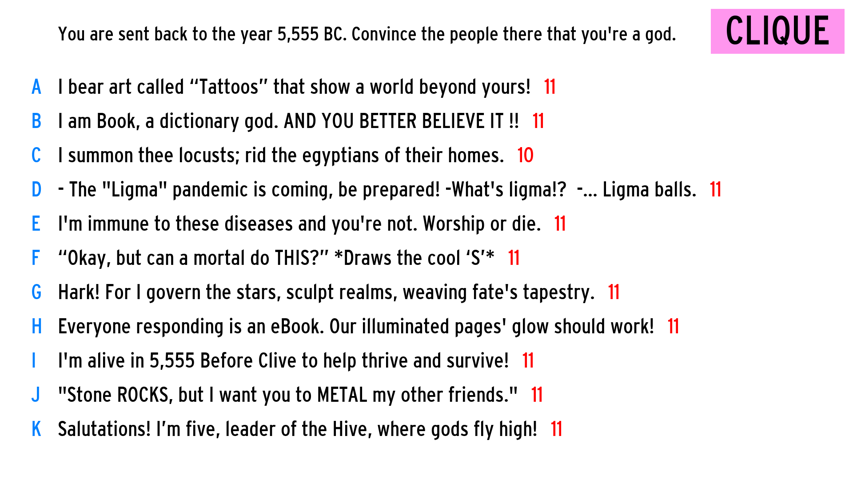 You are sent back to the year 5,555 BC. Convince the people there that you're a god.
CLIQUE
A I bear art called “Tattoos” that show a world beyond yours! 11
B I am Book, a dictionary god. AND YOU BETTER BELIEVE IT !! 11
C I summon thee locusts; rid the egyptians of their homes. 10
D - The "Ligma" pandemic is coming, be prepared! -What's ligma!? -... Ligma balls. 11
E I'm immune to these diseases and you're not. Worship or die. 11
F “Okay, but can a mortal do THIS?” *Draws the cool ‘S’* 11
G Hark! For I govern the stars, sculpt realms, weaving fate's tapestry. 11
H Everyone responding is an eBook. Our illuminated pages' glow should work! 11
I I'm alive in 5,555 Before Clive to help thrive and survive! 11
J "Stone ROCKS, but I want you to METAL my other friends." 11
K Salutations! I’m five, leader of the Hive, where gods fly high! 11